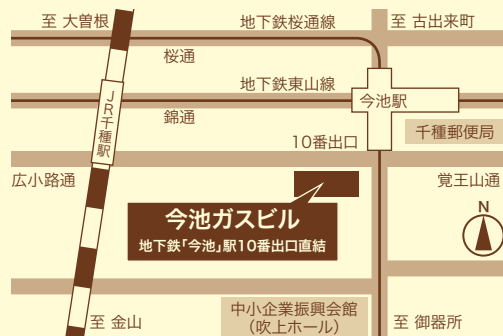 至 大曽根
地下鉄桜通線
至 古出来町
桜通
地下鉄東山線
JR千種駅
今池駅
錦通
千種郵便局
10番出口
広小路通
覚王山通
今池ガスビル
地下鉄「今池」駅10番出口直結
N
中小企業振興会館
(吹上ホール)
至 金山
至 御器所